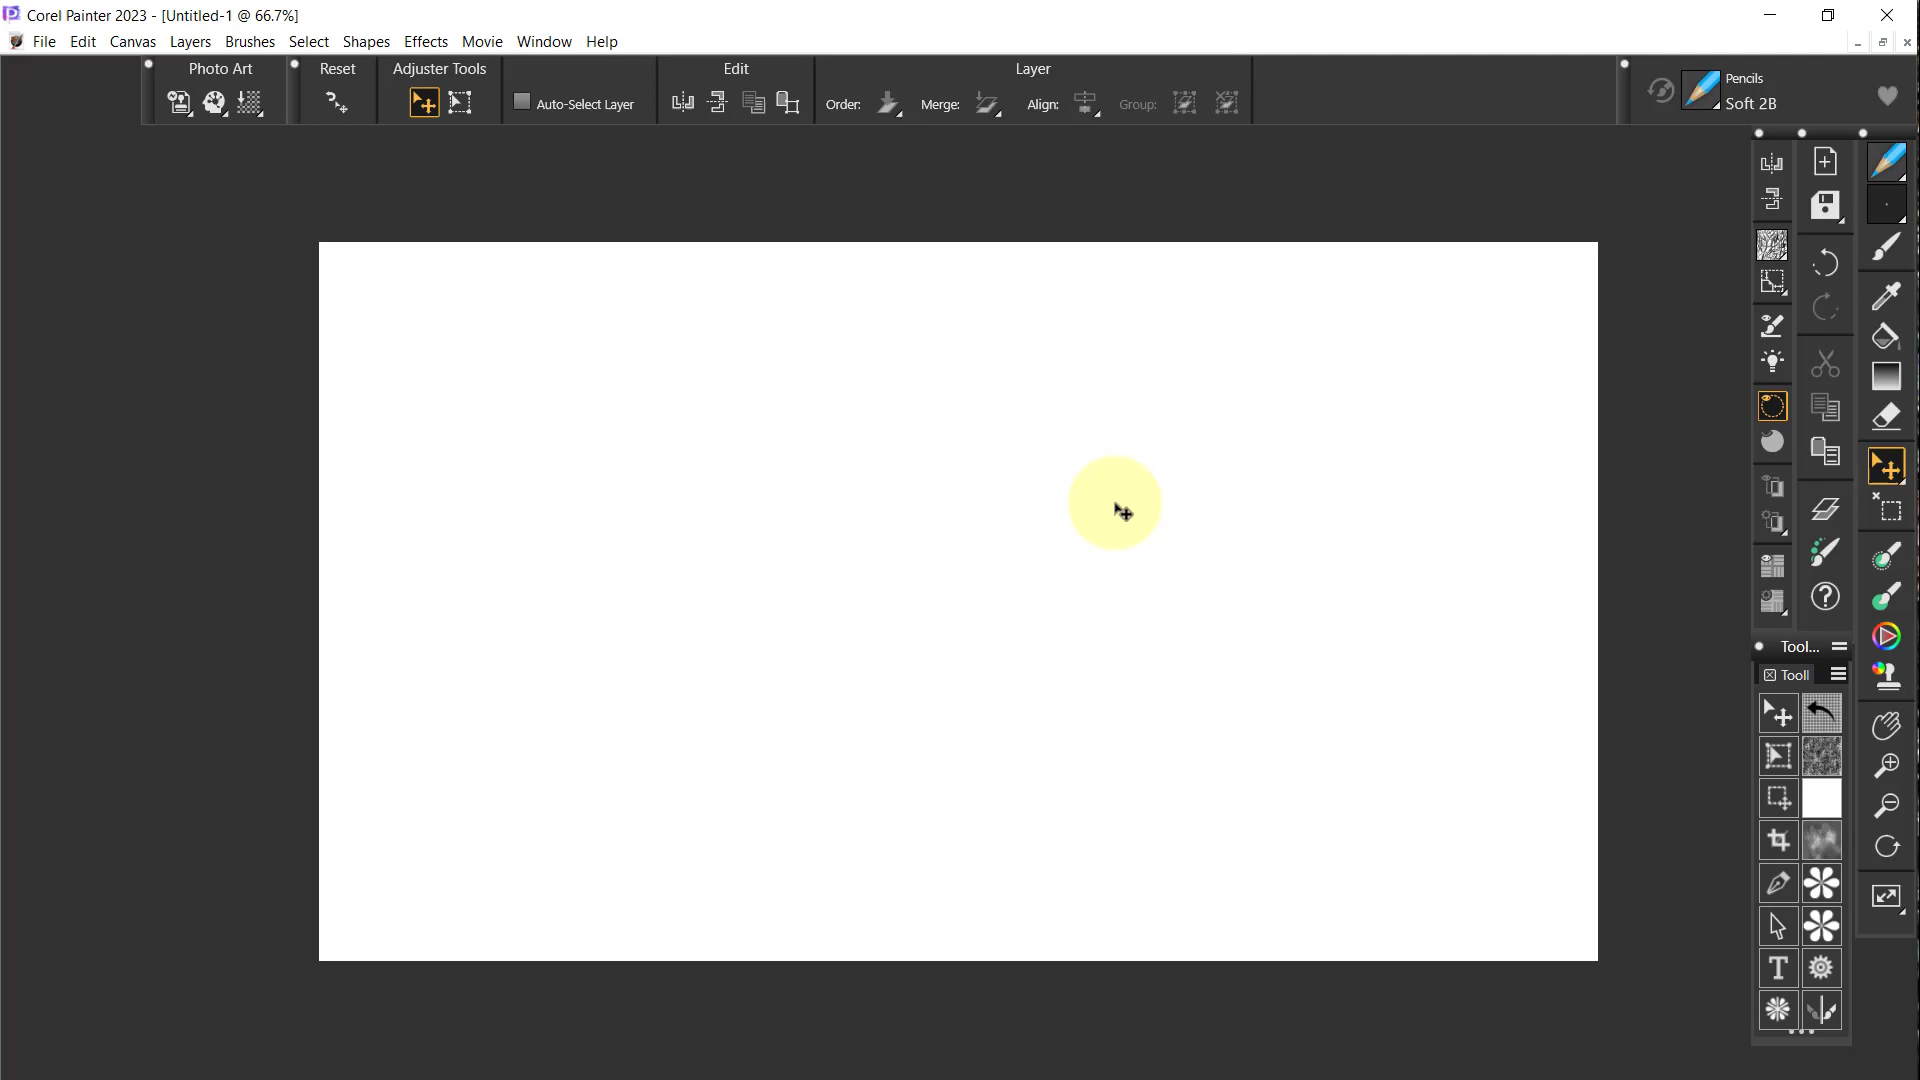 Corel Painter 2023 - [Untitled-1 @ 66.7%]
File Edit Canvas Layers Brushes Select Shapes Effects Movie Window Help
Photo Art Reset Adjuster Tools Edit Layer
Auto-Select Layer Order: Merge: Align: Group:
Pencils
Soft 2B
Tool...
Tooll